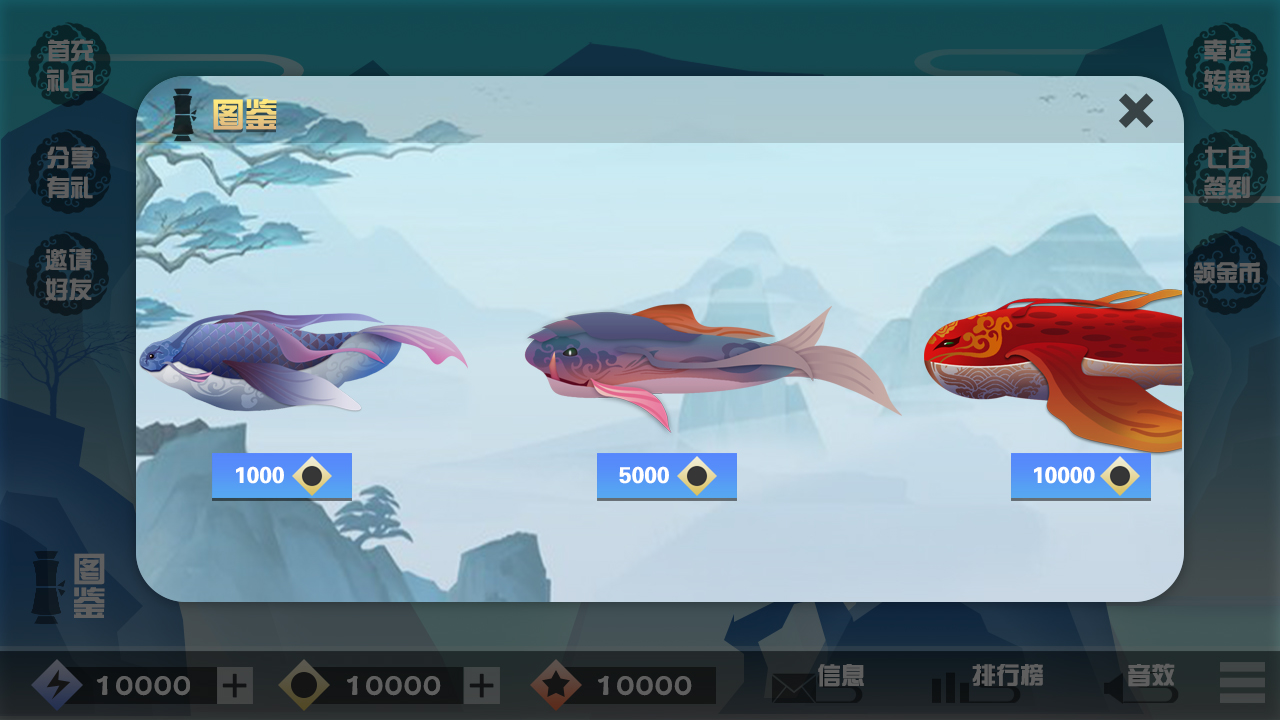 首充
礼包
幸运
转盘
图鉴
分享
有礼
七日
签到
邀请
好友
领金币
1000
5000
10000
图
鉴
10000
10000
10000
信息
排行榜
音效